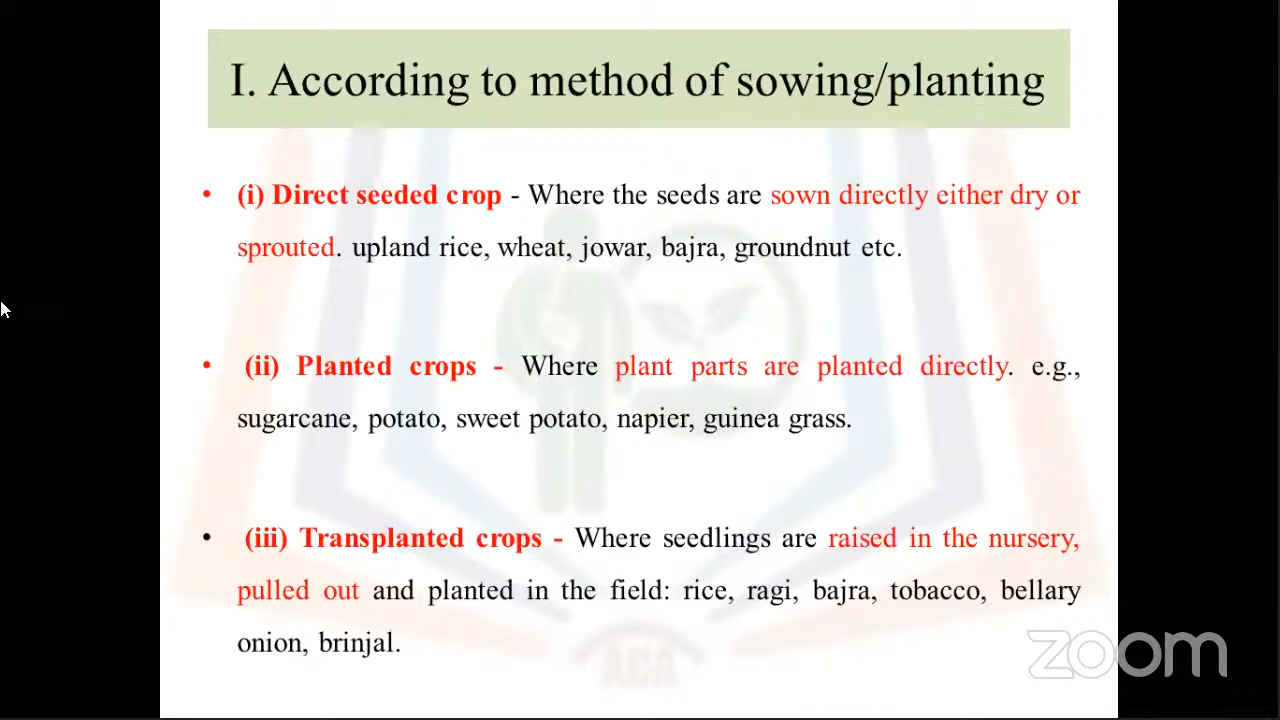 I. According to method of sowing/planting
• (i) Direct seeded crop - Where the seeds are sown directly either dry or
sprouted. upland rice, wheat, jowar, bajra, groundnut etc.
• (ii) Planted crops - Where plant parts are planted directly. e.g.,
sugarcane, potato, sweet potato, napier, guinea grass.
• (iii) Transplanted crops - Where seedlings are raised in the nursery,
pulled out and planted in the field: rice, ragi, bajra, tobacco, bellary
onion, brinjal.
zoom
AGA